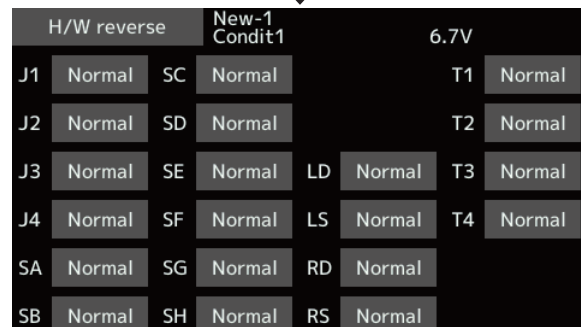 H/W reverse New-1
Condit1 6.7V
J1 Normal SC Normal T1 Normal
J2 Normal SD Normal T2 Normal
J3 Normal SE Normal LD Normal T3 Normal
J4 Normal SF Normal LS Normal T4 Normal
SA Normal SG Normal RD Normal
SB Normal SH Normal RS Normal